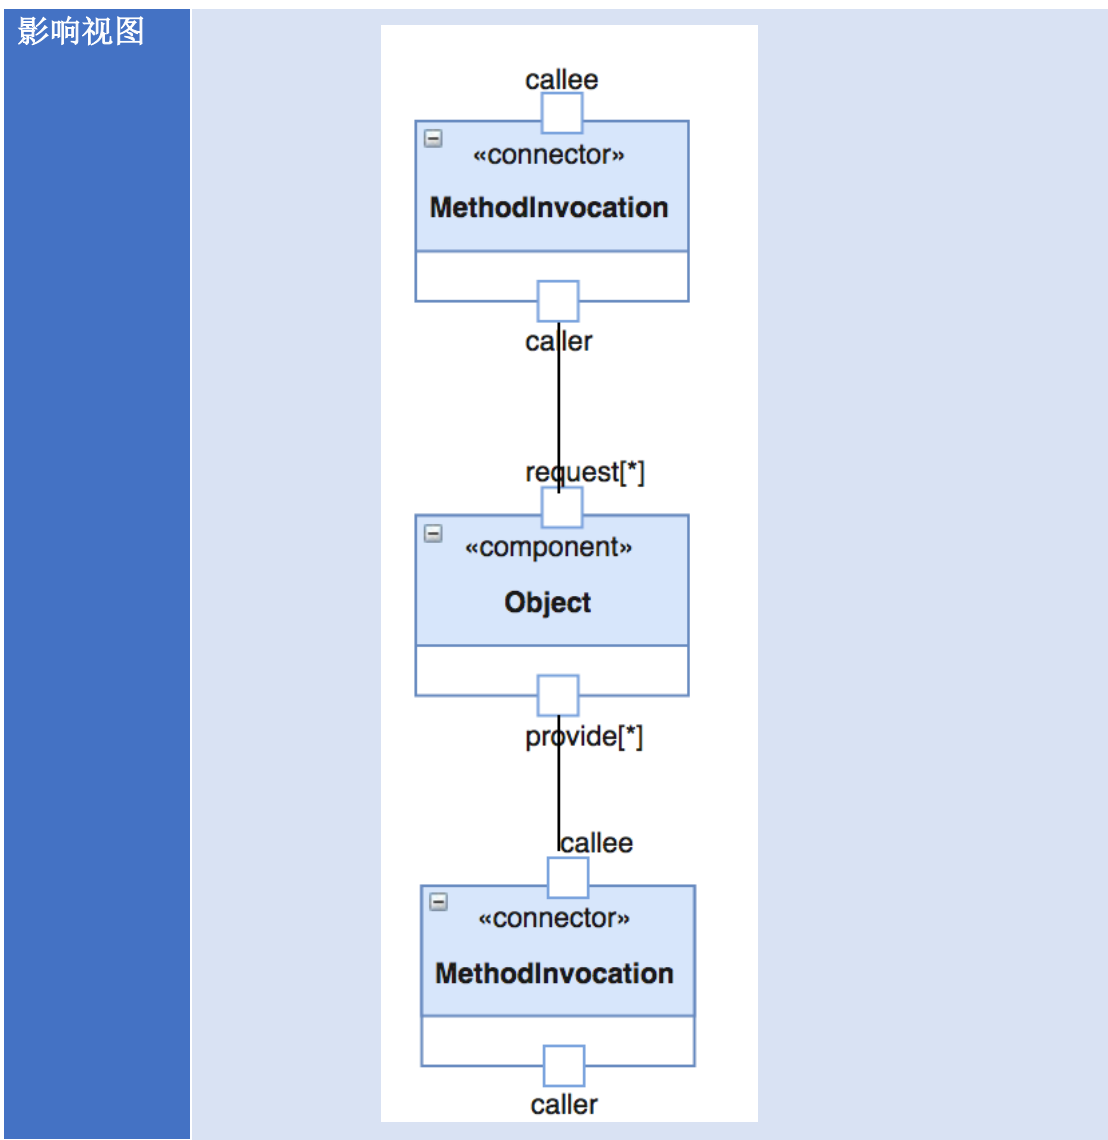 影响视图
callee
«connector»
MethodInvocation
caller
request[*]
«component»
Object
provide[*]
callee
«connector»
MethodInvocation
caller